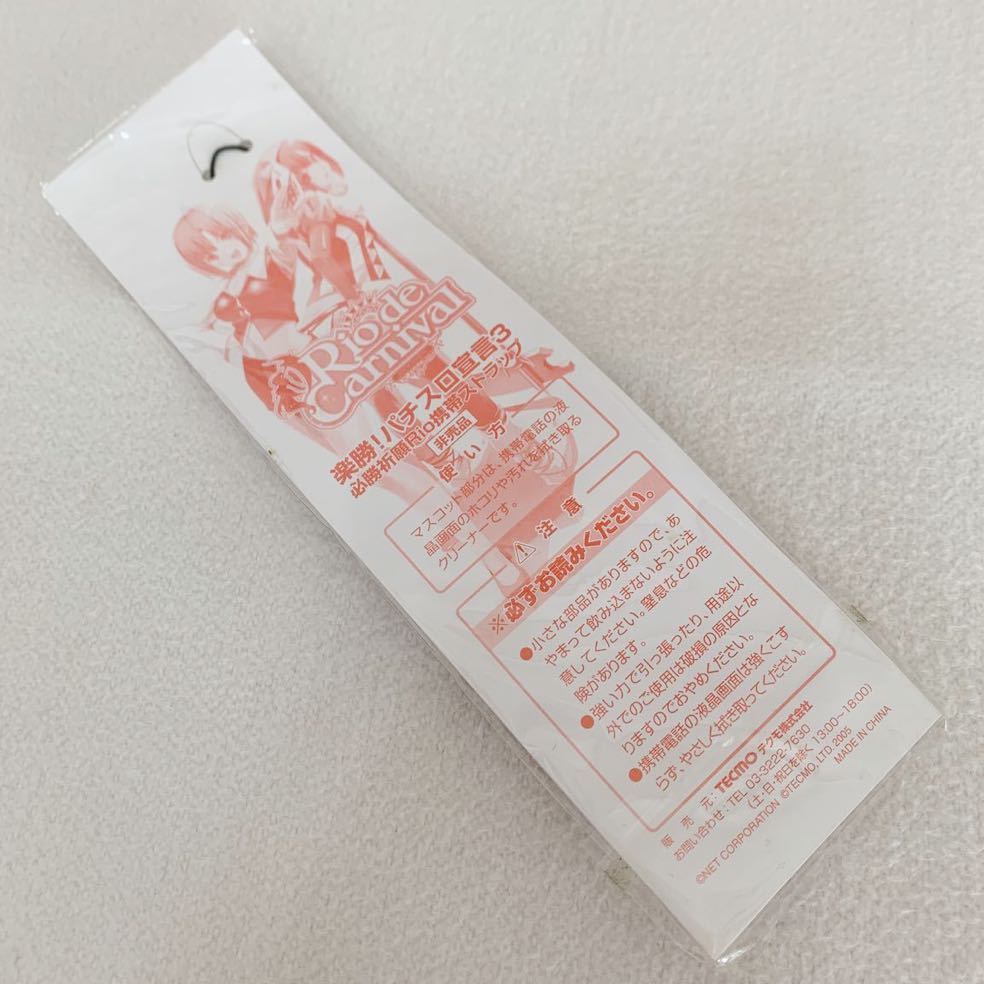 Rio de
Carnival
楽勝!パチスロ宣言3
必勝祈願Rio携帯ストラップ
非売品
使い方
マスコット部分は、携帯電話の液
晶画面のホコリや汚れを拭き取る
クリーナーです。
注意
※必ずお読みください。
●小さな部品がありますので、あ
やまって飲み込まないように注
意してください。窒息などの危
険があります。
●強い力で引っ張ったり、用途以
外でのご使用は破損の原因とな
りますのでおやめください。
●携帯電話の液晶画面は強くこす
らず、やさしく拭き取ってください。
販売元:TECMO テクモ株式会社
お問い合わせ:TEL 03-3222-7630
(土・日・祝日を除く 13:00~18:00)
©NET CORPORATION ©TECMO, LTD. 2005
MADE IN CHINA